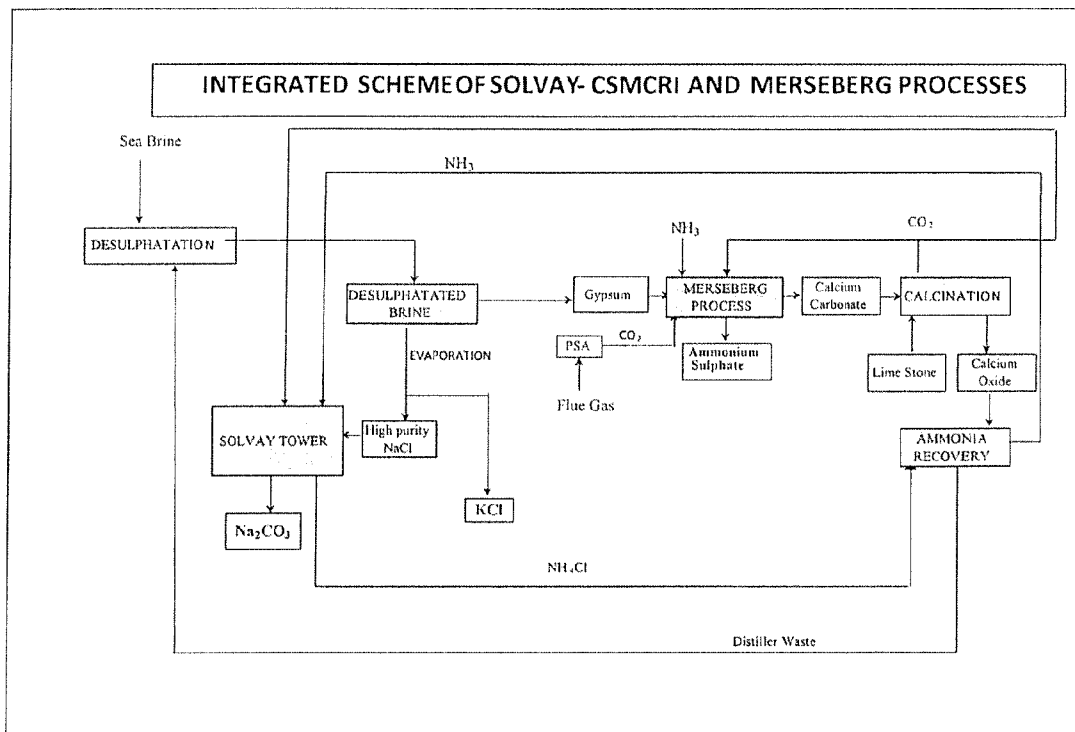 INTEGRATED SCHEME OF SOLVAY- CSMCRI AND MERSEBERG PROCESSES
Sea Brine
NH₃
DESULPHATATION
NH₃
CO₂
DESULPHATATED
BRINE
Gypsum
MERSEBERG
PROCESS
Calcium
Carbonate
CALCINATION
EVAPORATION
PSA
CO₂
Ammonium
Sulphate
Lime Stone
Calcium
Oxide
Flue Gas
SOLVAY TOWER
High purity
NaCl
AMMONIA
RECOVERY
KCl
Na₂CO₃
NH₄Cl
Distiller Waste